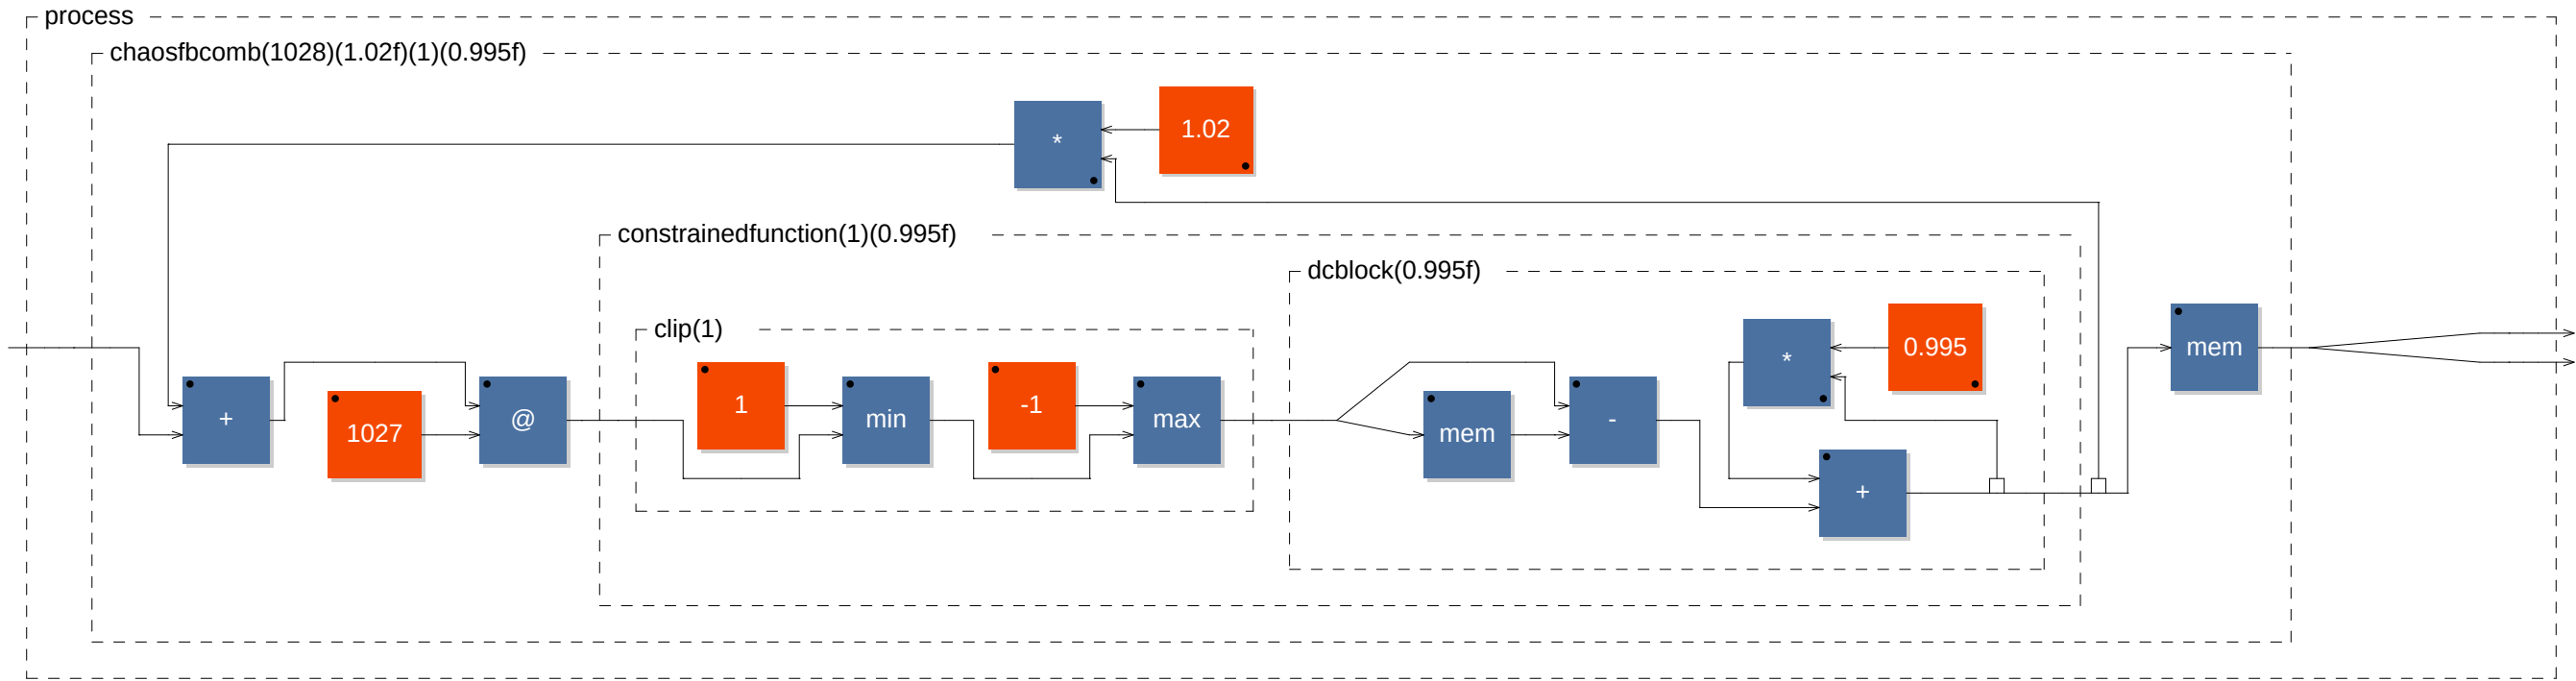 process
chaosfbcomb(1028)(1.02f)(1)(0.995f)
*
1.02
constrainedfunction(1)(0.995f)
dcblock(0.995f)
clip(1)
+
1027
@
1
min
-1
max
mem
-
*
0.995
+
mem